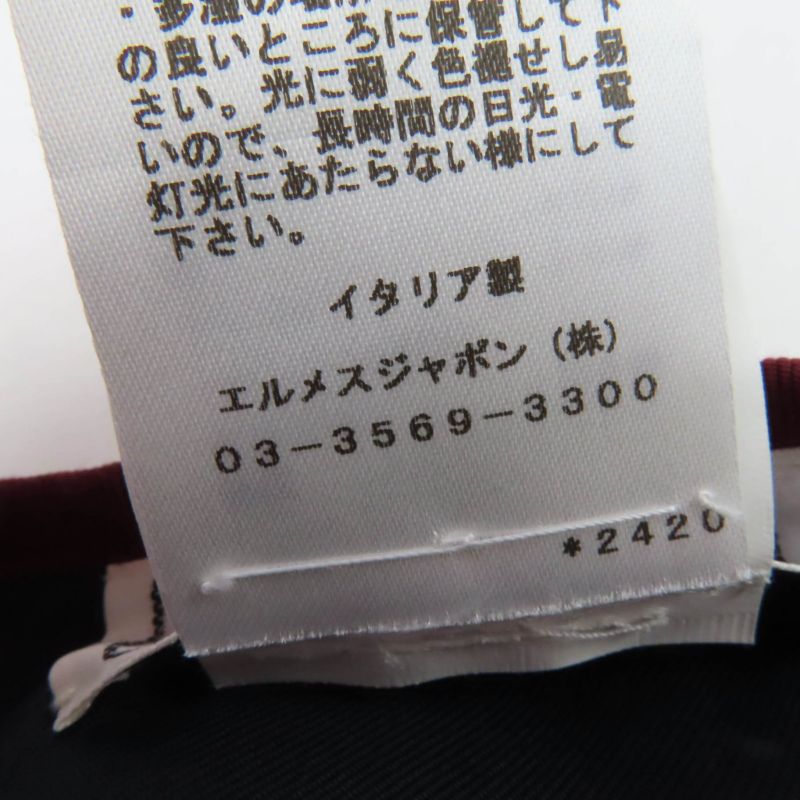 ・多湿の
の良いところに保管して
さい。光に弱く色褪せし易
いので、長時間の日光・電
灯光にあたらない様にして
下さい。
イタリア製
エルメスジャポン（株）
03－3569－3300
*2420